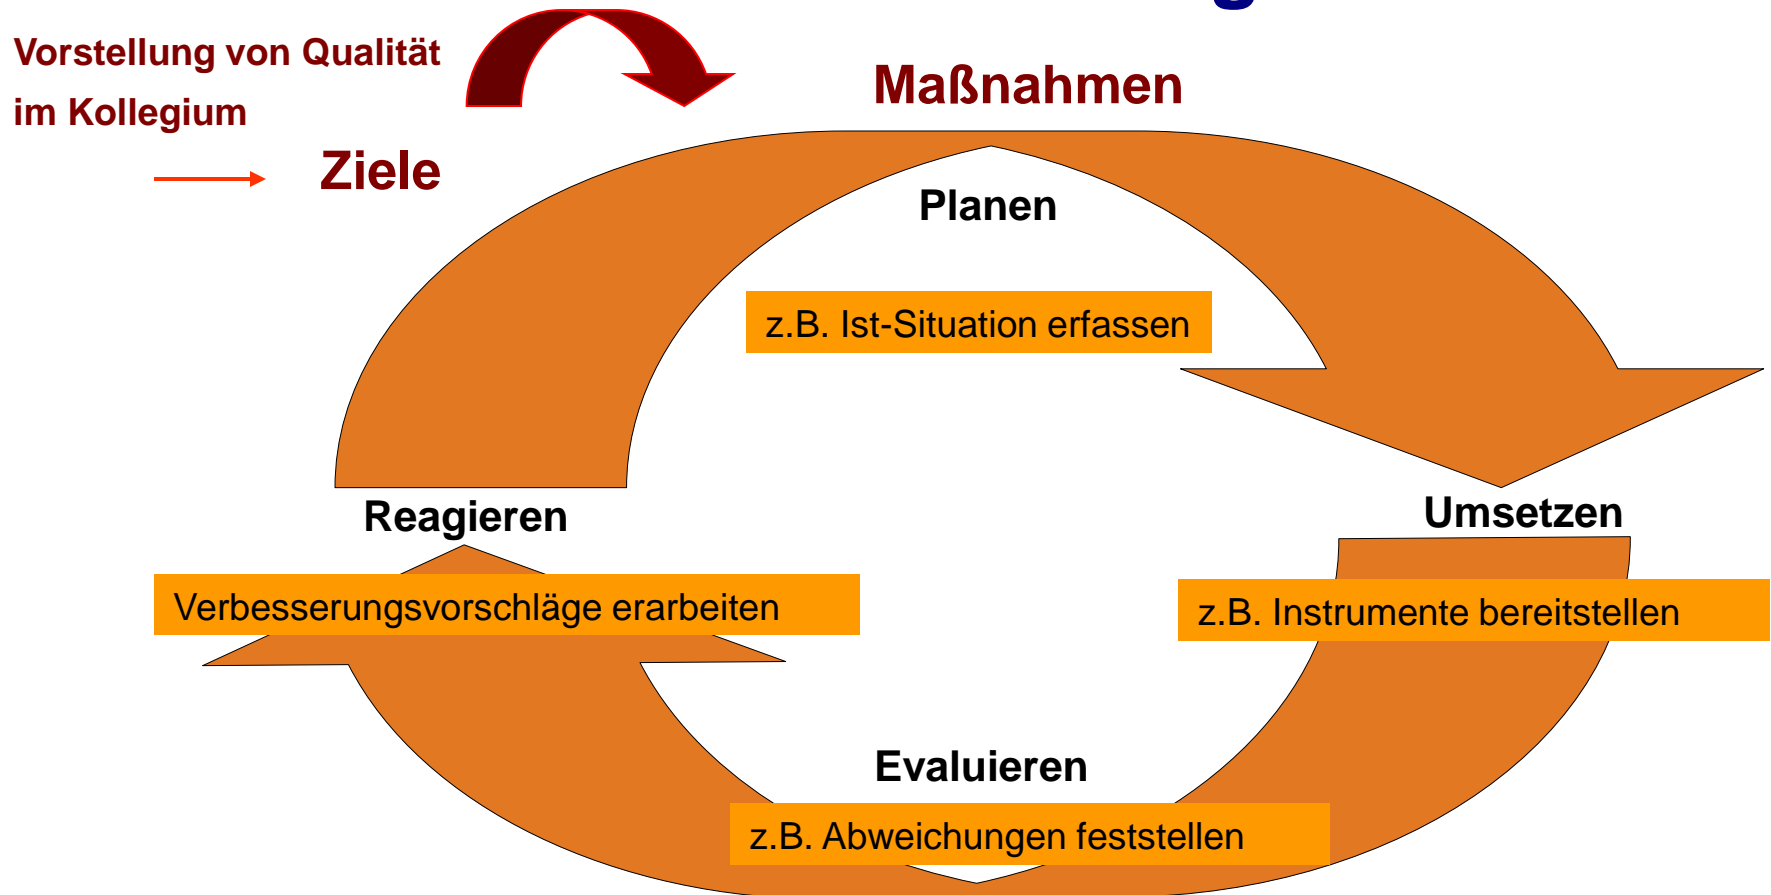 Vorstellung von Qualität
im Kollegium
Ziele
Maßnahmen
Planen
z.B. Ist-Situation erfassen
Reagieren
Umsetzen
Verbesserungsvorschläge erarbeiten
z.B. Instrumente bereitstellen
Evaluieren
z.B. Abweichungen feststellen